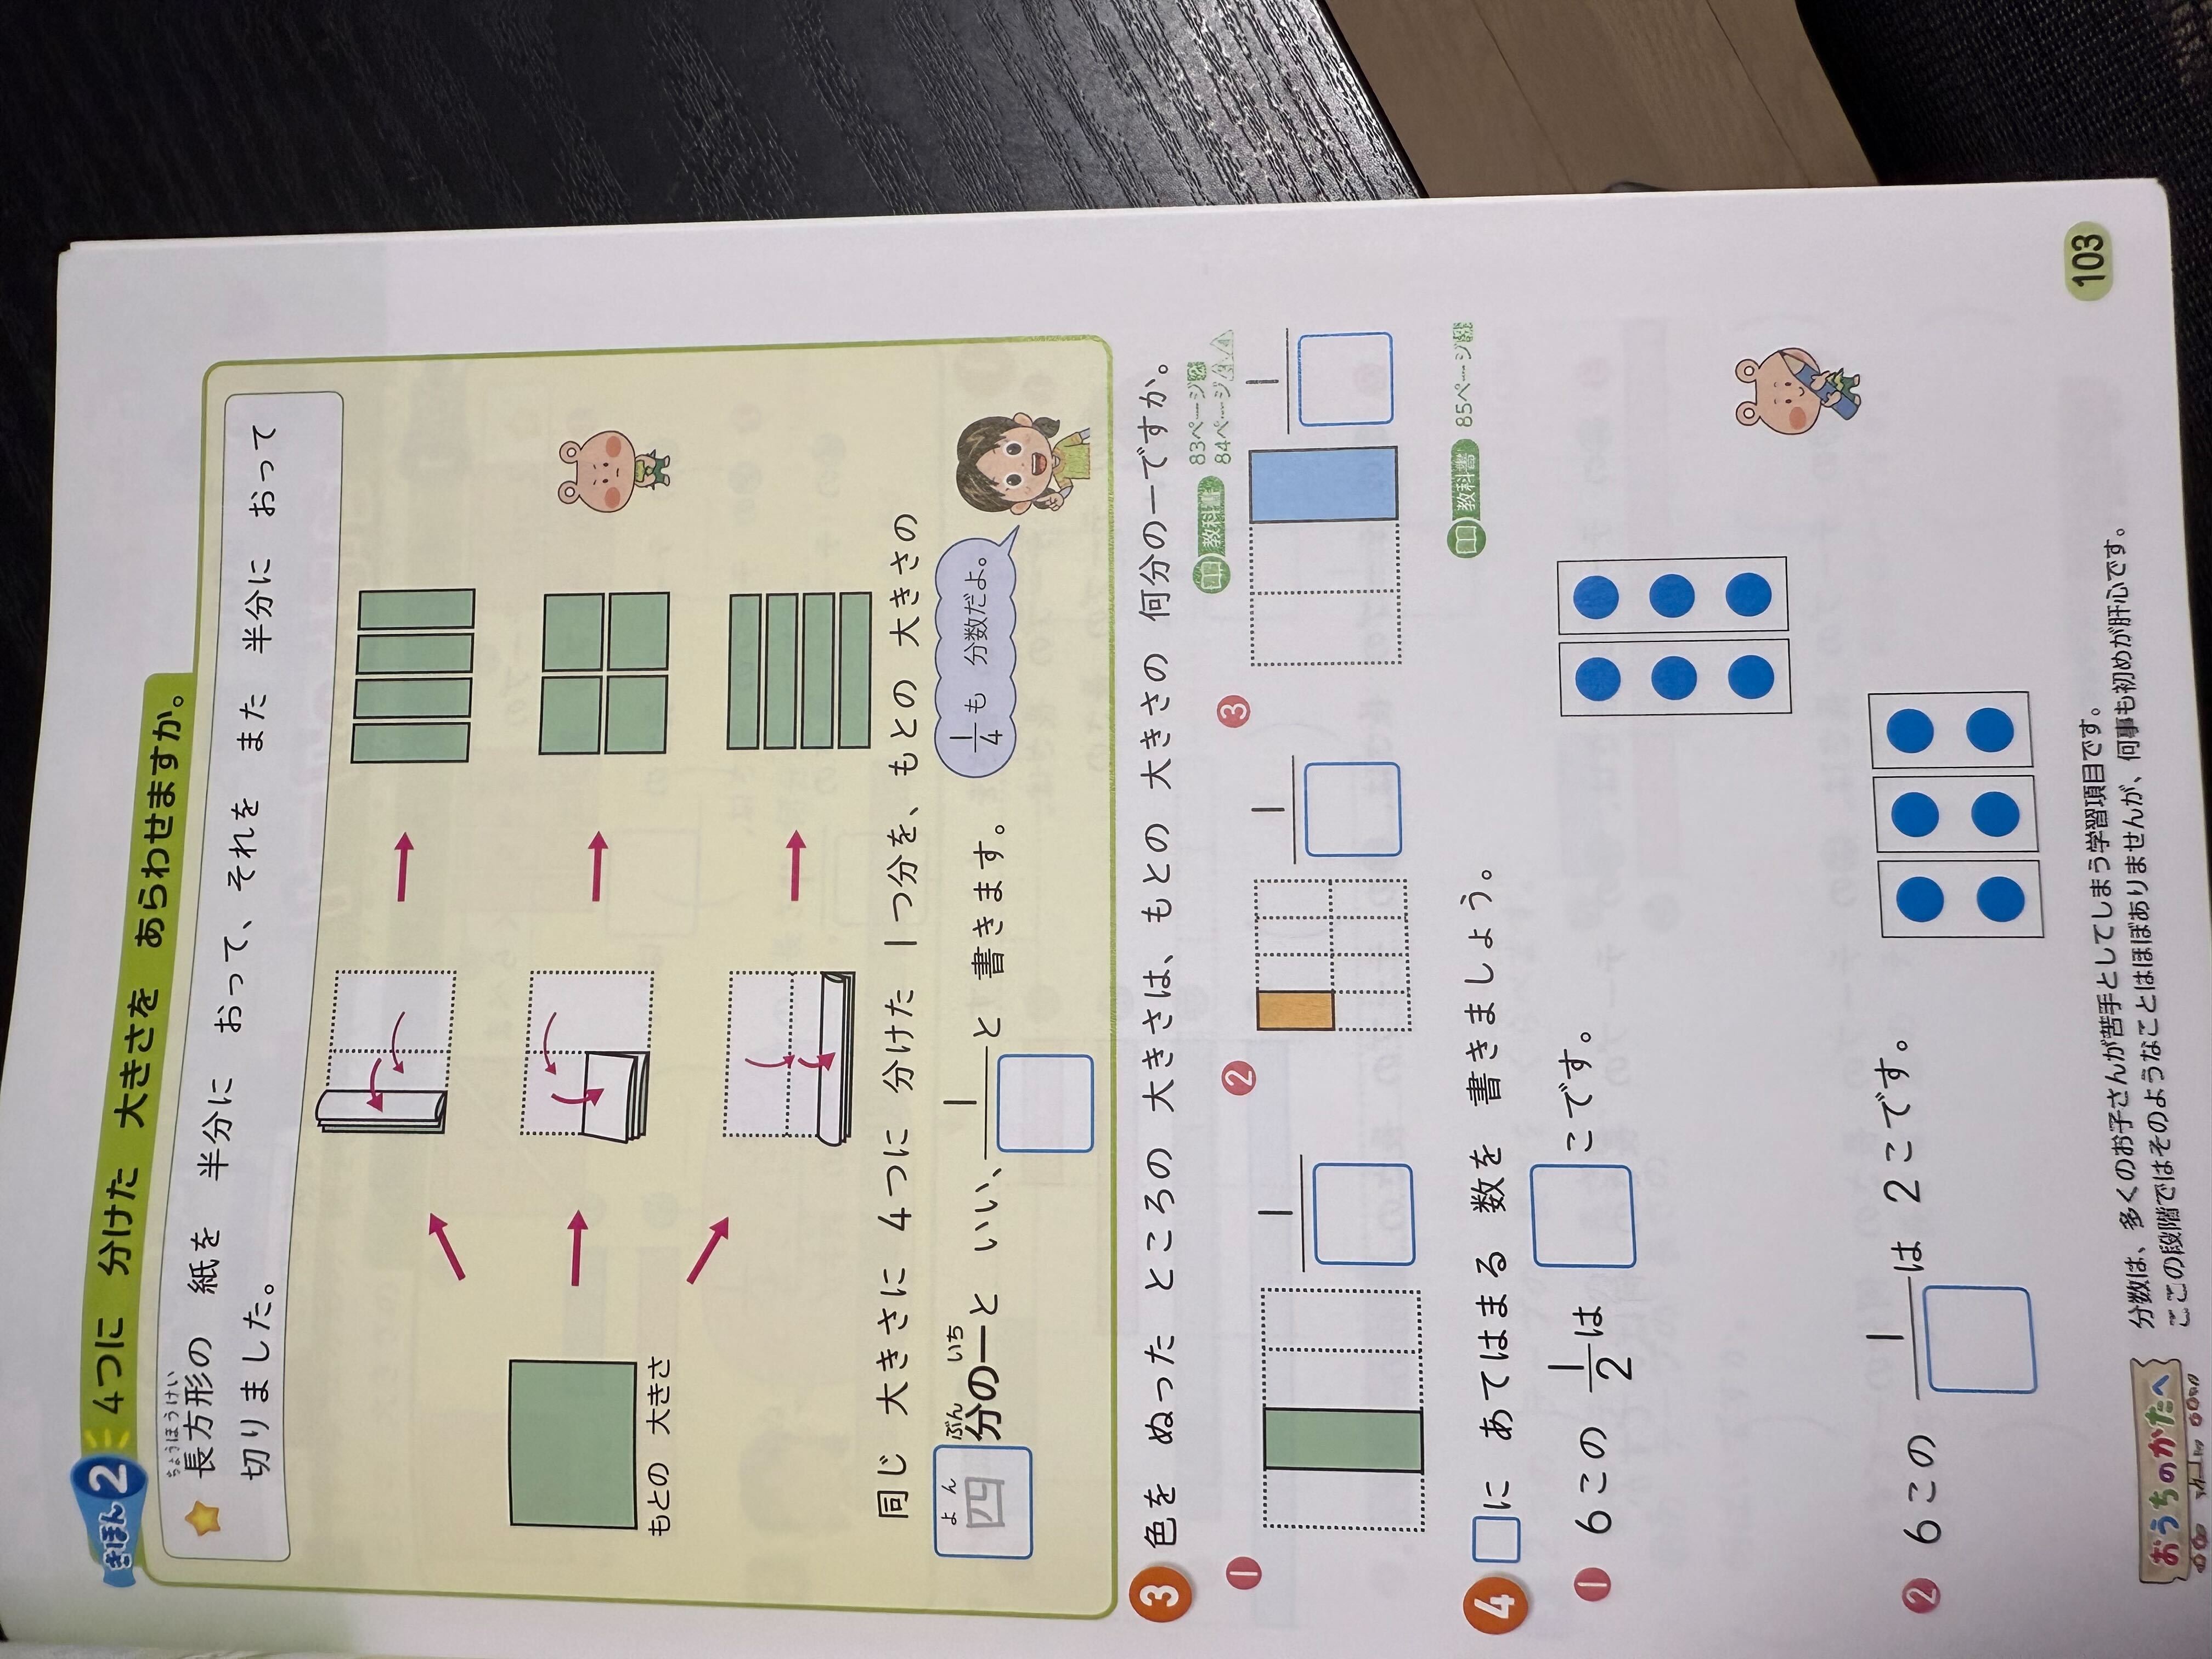 きほん2 4つに 分けた 大きさを あらわせますか。
ちょうほうけい
長方形の 紙を 半分に おって、それを また 半分に おって
切りました。
もとの 大きさ
同じ 大きさに 4つに 分けた 1つ分を、もとの 大きさの
よん ぶん いち
四分の一と いい、1/□と 書きます。
1/4も 分数だよ。
3 色を ぬった ところの 大きさは、もとの 大きさの 何分の一ですか。
教科書 83ページ2
84ページ3 4
1 1/□
2 1/□
3 1/□
4 □に あてはまる 数を 書きましょう。
教科書 85ページ
1 6この 1/2は □こです。
2 6この 1/□は 2こです。
おうちのかたへ
分数は、多くのお子さんが苦手としてしまう学習項目です。
ここの段階ではそのようなことはほぼありませんが、何事も初めが肝心です。
103